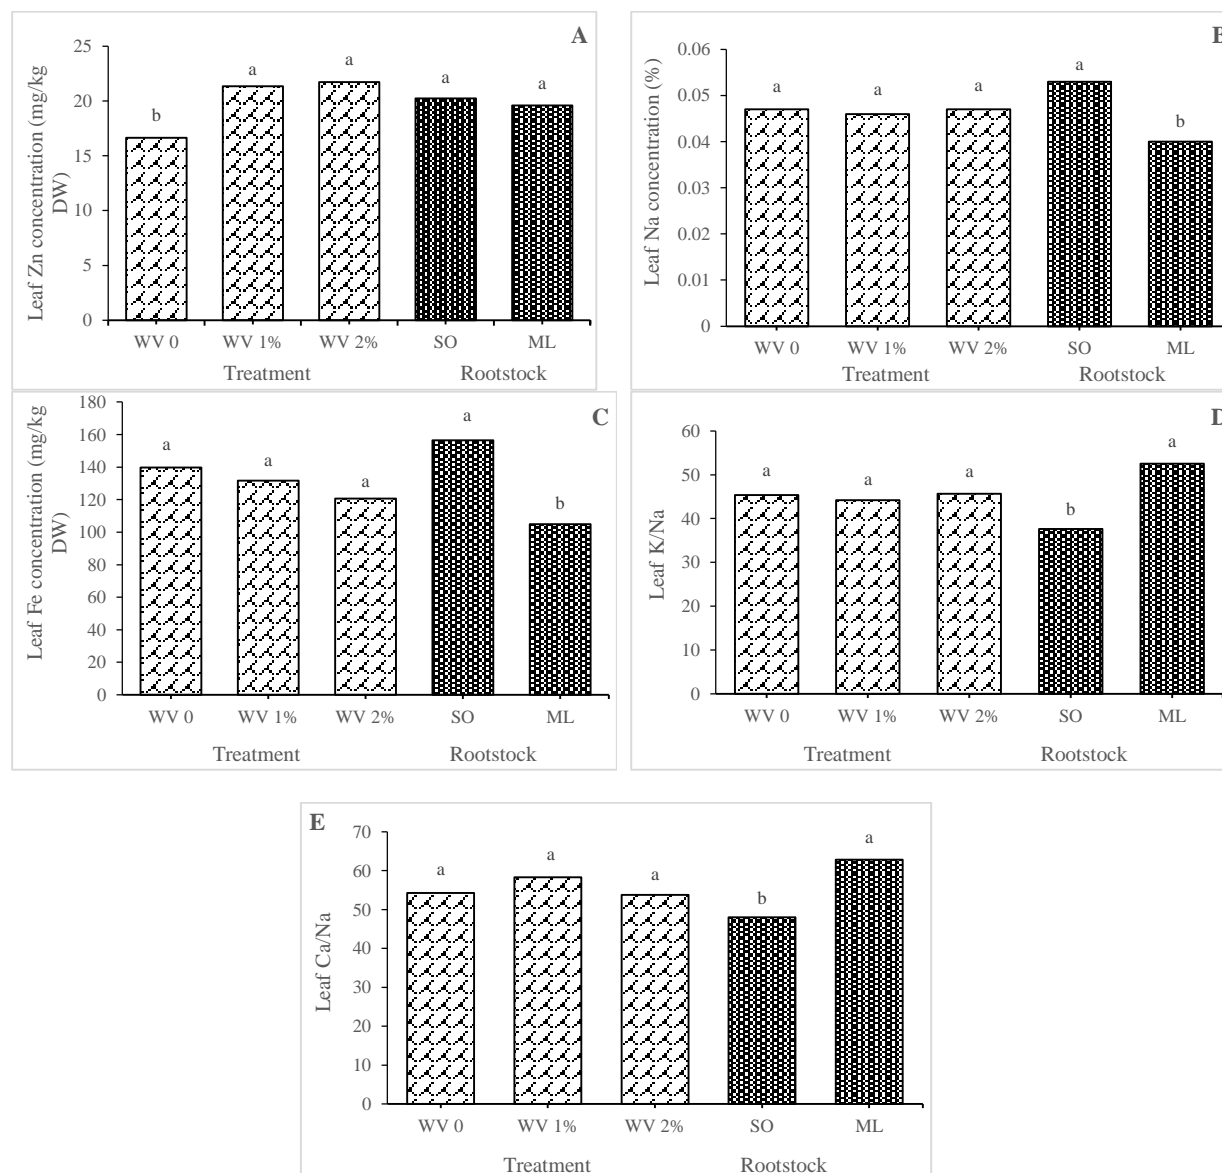 A
Leaf Zn concentration (mg/kg
DW)
25
20
15
10
5
0
b
a
a
a
a
WV 0 WV 1% WV 2% SO ML
Treatment Rootstock
B
Leaf Na concentration (%)
0.06
0.05
0.04
0.03
0.02
0.01
0
a
a
a
a
b
WV 0 WV 1% WV 2% SO ML
Treatment Rootstock
C
Leaf Fe concentration (mg/kg
DW)
180
160
140
120
100
80
60
40
20
0
a
a
a
a
b
WV 0 WV 1% WV 2% SO ML
Treatment Rootstock
D
Leaf K/Na
60
50
40
30
20
10
0
a
a
a
b
a
WV 0 WV 1% WV 2% SO ML
Treatment Rootstock
E
Leaf Ca/Na
70
60
50
40
30
20
10
0
a
a
a
b
a
WV 0 WV 1% WV 2% SO ML
Treatment Rootstock